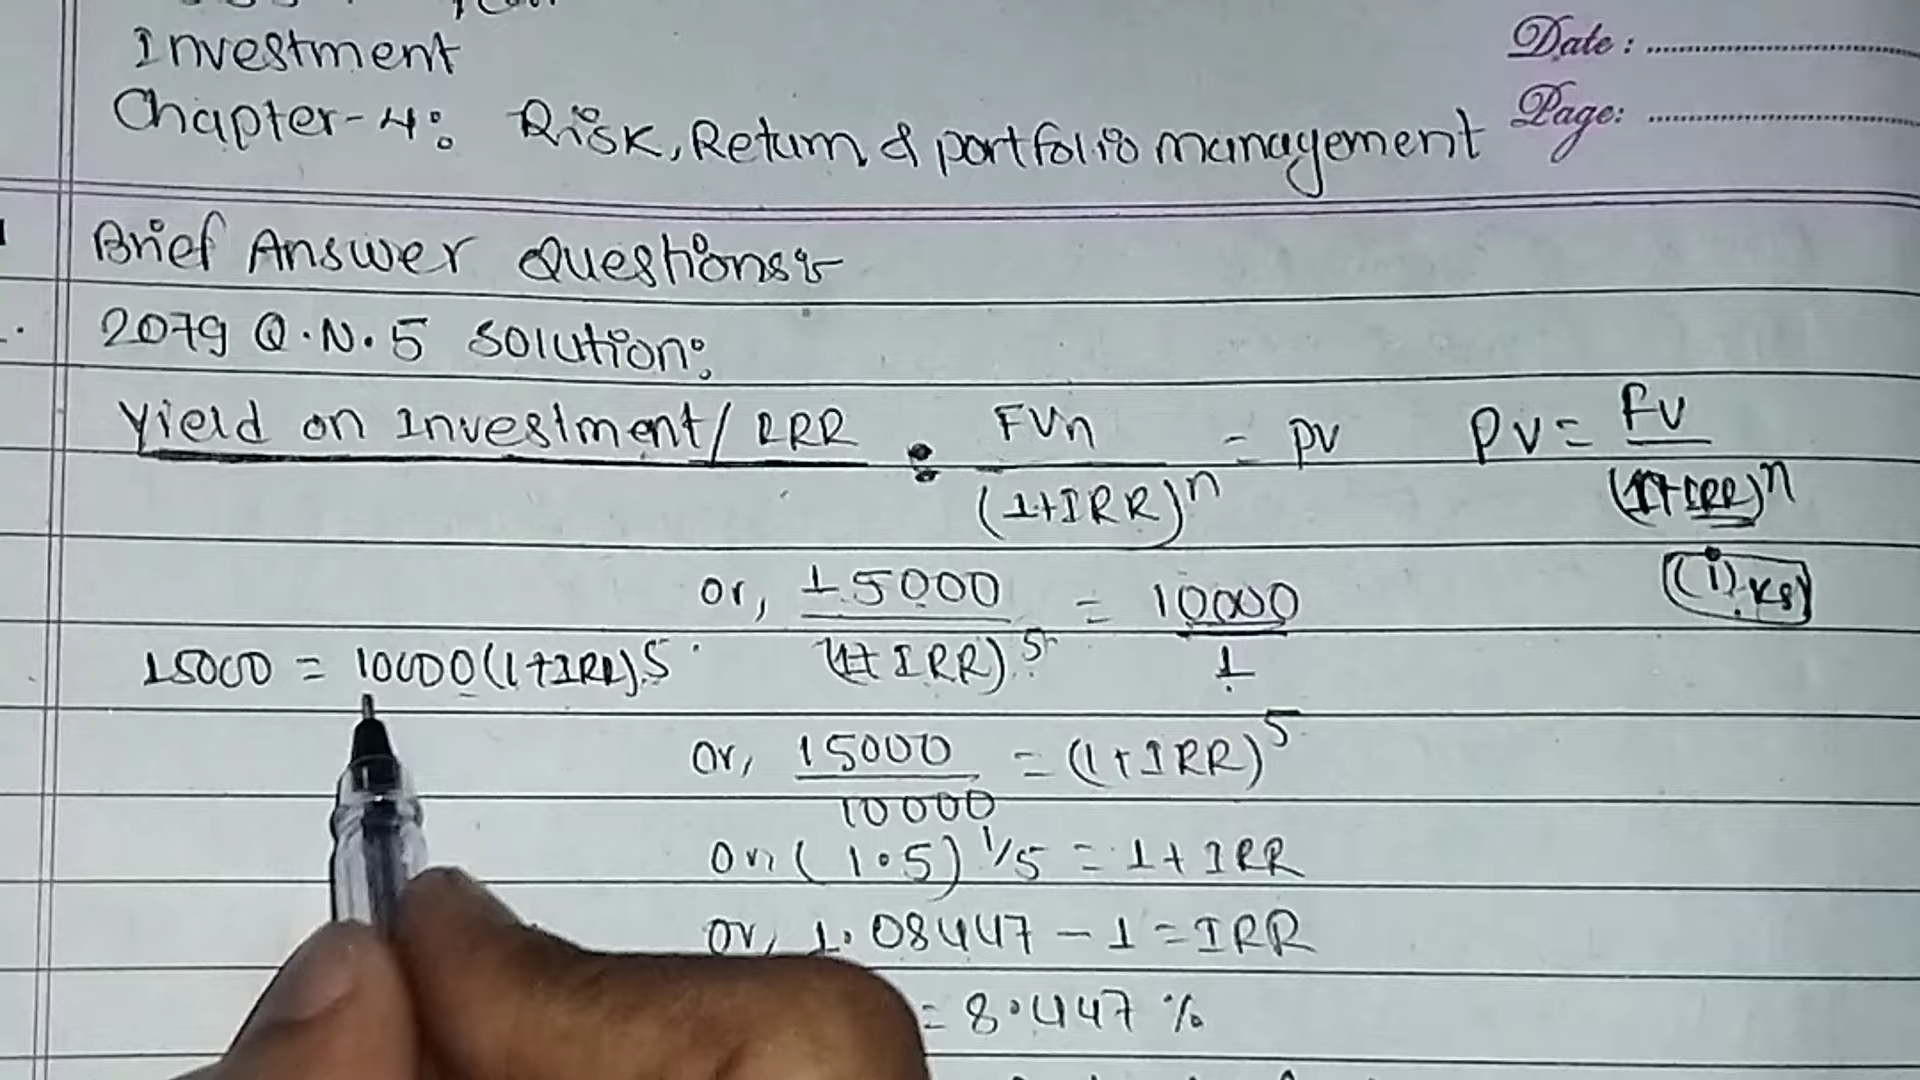 Investment
Date :
Chapter-4: Risk, Return & portfolio management
Page:
Brief Answer Questions:-
2079 Q.N.5 Solution:
Yield on Investment/ IRR : FVn / (1+IRR)^n = PV
PV = FV / (1+IRR)^n
or, 15000 / (1+IRR)^5 = 10000 / 1
(i)
15000 = 10000(1+IRR)5
or, 15000 / 10000 = (1+IRR)^5
or, (1.5)^1/5 = 1+IRR
or, 1.08447 - 1 = IRR
= 8.447 %